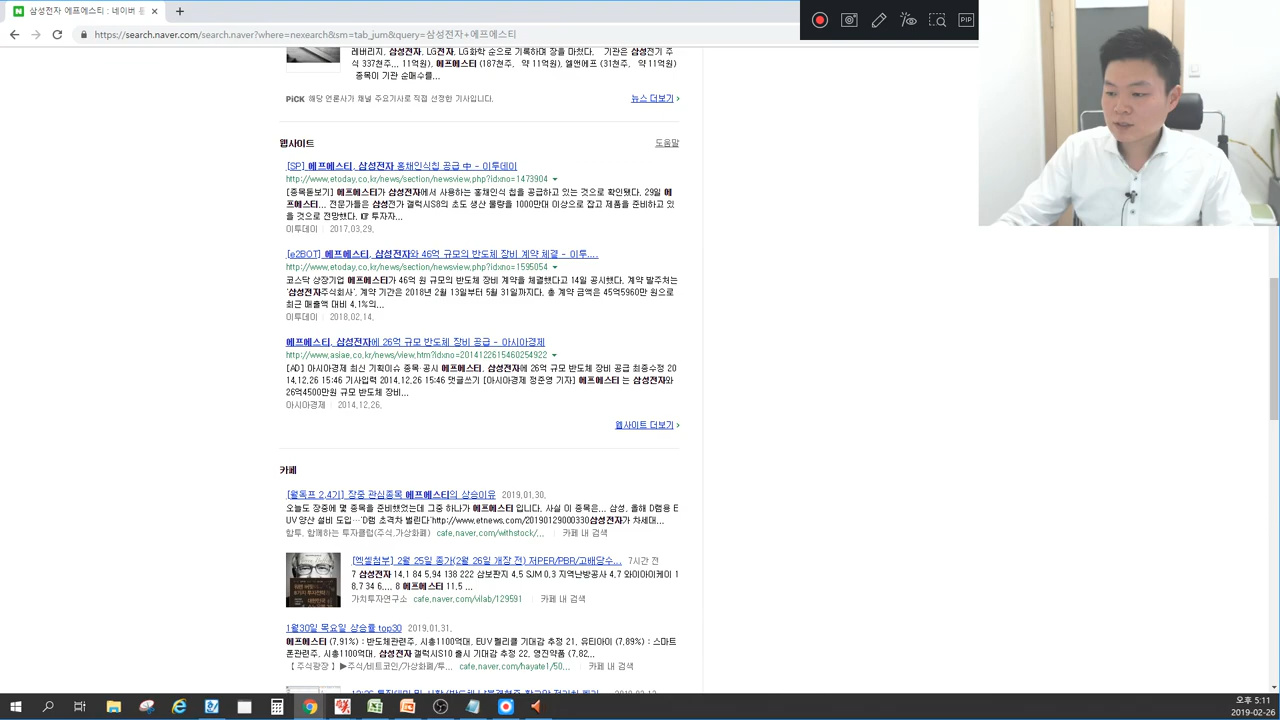 삼성전자 에프에스티 : 네이버 통
https://search.naver.com/search.naver?where=nexearch&sm=tab_jum&query=삼성전자+에프에스티
PIP
레버리지, 삼성전자, LG전자, LG화학 순으로 기록하며 장을 마쳤다. 기관은 삼성전기 주
식 337천주... 11억원), 에프에스티 (187천주, 약 11억원), 엘앤에프 (31천주, 약 11억원)
종목이 기관 순매수를...
PiCK 해당 언론사가 채널 주요기사로 직접 선정한 기사입니다.
뉴스 더보기
웹사이트
도움말
[SP] 에프에스티, 삼성전자 홍채인식칩 공급 中 - 이투데이
http://www.etoday.co.kr/news/section/newsview.php?idxno=1473904
[종목돋보기] 에프에스티가 삼성전자에서 사용하는 홍채인식 칩을 공급하고 있는 것으로 확인됐다. 29일 에
프에스티... 전문가들은 삼성전가 갤럭시S8의 초도 생산 물량을 1000만대 이상으로 잡고 제품을 준비하고 있
을 것으로 전망했다. IBK 투자자...
이투데이 2017.03.29.
[e2BOT] 에프에스티, 삼성전자와 46억 규모의 반도체 장비 계약 체결 - 이투....
http://www.etoday.co.kr/news/section/newsview.php?idxno=1595054
코스닥 상장기업 에프에스티가 46억 원 규모의 반도체 장비 계약을 체결했다고 14일 공시했다. 계약 발주처는
'삼성전자주식회사', 계약 기간은 2018년 2월 13일부터 5월 31일까지다. 총 계약 금액은 45억5960만 원으로
최근 매출액 대비 4.1%의...
이투데이 2018.02.14.
에프에스티, 삼성전자에 26억 규모 반도체 장비 공급 - 아시아경제
http://www.asiae.co.kr/news/view.htm?idxno=2014122615460254922
[AD] 아시아경제 최신 기획이슈 종목·공시 에프에스티, 삼성전자에 26억 규모 반도체 장비 공급 최종수정 20
14.12.26 15:46 기사입력 2014.12.26 15:46 댓글쓰기 [아시아경제 정준영 기자] 에프에스티 는 삼성전자와
26억4500만원 규모 반도체 장비...
아시아경제 2014.12.26.
웹사이트 더보기
카페
[월독프 2,4기] 장중 관심종목 에프에스티의 상승이유 2019.01.30.
오늘도 장중에 몇 종목을 준비했었는데 그중 하나가 에프에스티 입니다. 사실 이 종목은... 삼성, 올해 D램용 E
UV 양산 설비 도입…'D램 초격차 벌린다'http://www.etnews.com/20190129000330삼성전자가 차세대...
함투, 함께하는 투자클럽(주식,가상화폐) cafe.naver.com/withstock/... 카페 내 검색
[엑셀첨부] 2월 25일 종가(2월 26일 개장 전) 저PER/PBR/고배당수... 7시간 전
7 삼성전자 14.1 84 5.94 138 222 삼보판지 4.5 SJM 0.3 지역난방공사 4.7 와이아이케이 1
8.7 34 6.... 8 에프에스티 11.5 ...
가치투자연구소 cafe.naver.com/vilab/129591 카페 내 검색
1월30일 목요일 상승률 top30 2019.01.31.
에프에스티 (7.91%) : 반도체관련주, 시총1100억대, EUV 펠리클 기대감 추정 21. 유티아이 (7.89%) : 스마트
폰관련주, 시총1100억대, 삼성전자 갤럭시S10 출시 기대감 추정 22. 영진약품 (7.82...
【 주식광장 】▶주식/비트코인/가상화폐/투... cafe.naver.com/hayate1/50... 카페 내 검색
오후 5:11
2019-02-26